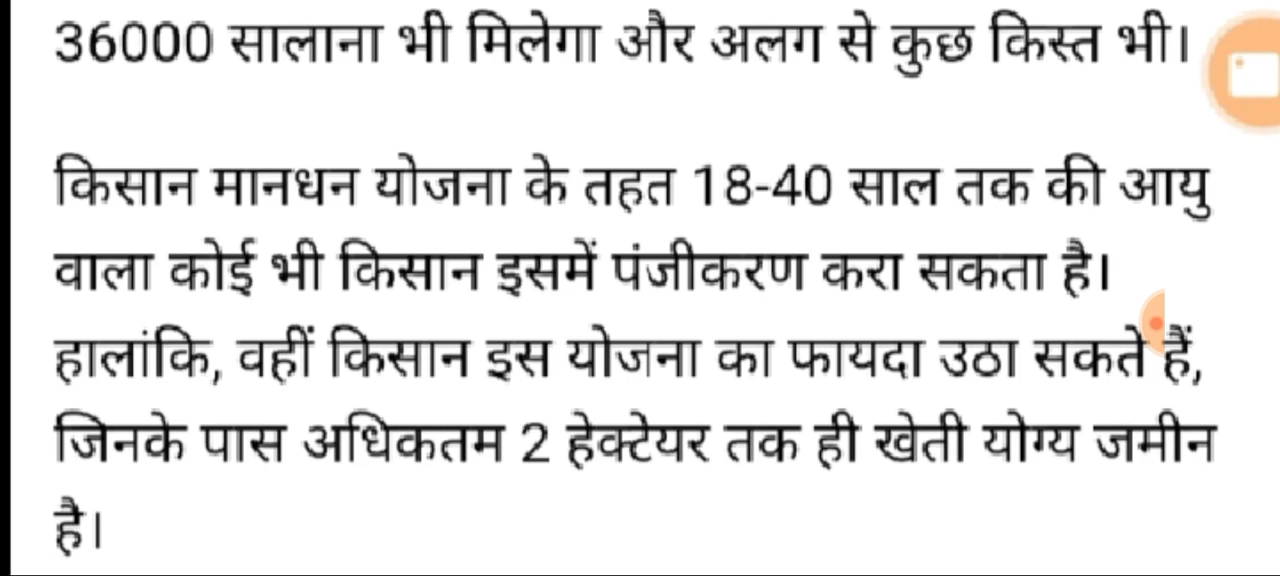 36000 सालाना भी मिलेगा और अलग से कुछ किस्त भी।
किसान मानधन योजना के तहत 18-40 साल तक की आयु
वाला कोई भी किसान इसमें पंजीकरण करा सकता है।
हालांकि, वहीं किसान इस योजना का फायदा उठा सकते हैं,
जिनके पास अधिकतम 2 हेक्टेयर तक ही खेती योग्य जमीन
है।